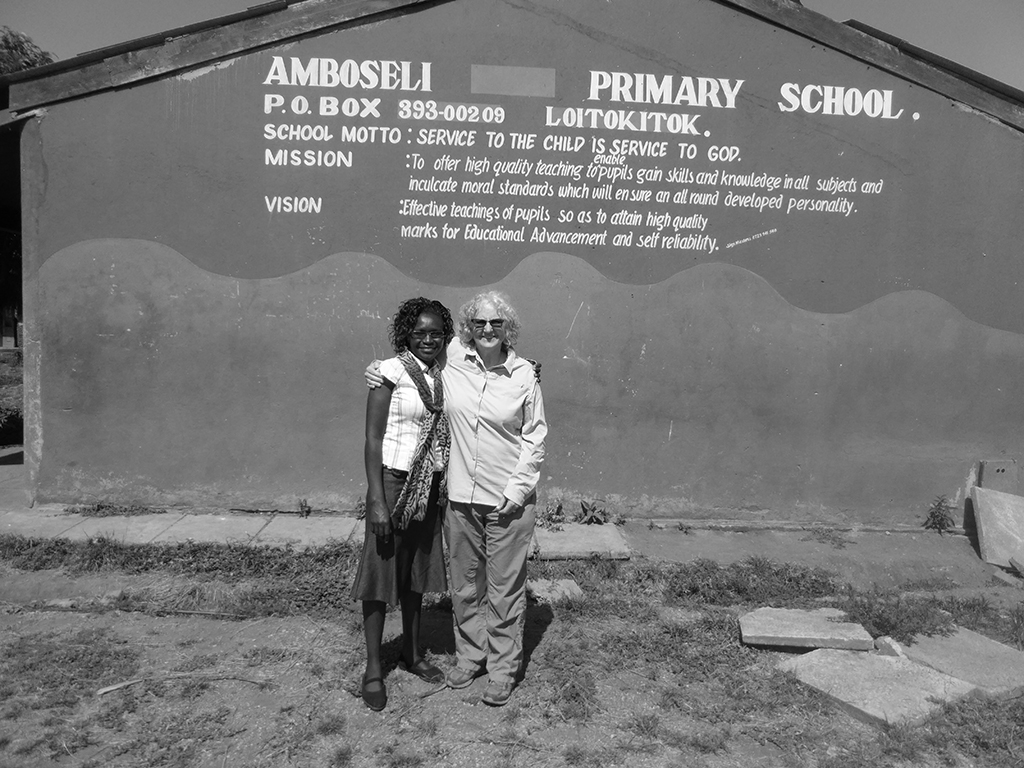 AMBOSELI PRIMARY SCHOOL.
P.O. BOX 393-00209 LOITOKITOK.
SCHOOL MOTTO : SERVICE TO THE CHILD IS SERVICE TO GOD.
MISSION :To offer high quality teaching to enable pupils gain skills and knowledge in all subjects and
inculcate moral standards which will ensure an all round developed personality.
VISION :Effective teachings of pupils so as to attain high quality
marks for Educational Advancement and self reliability.